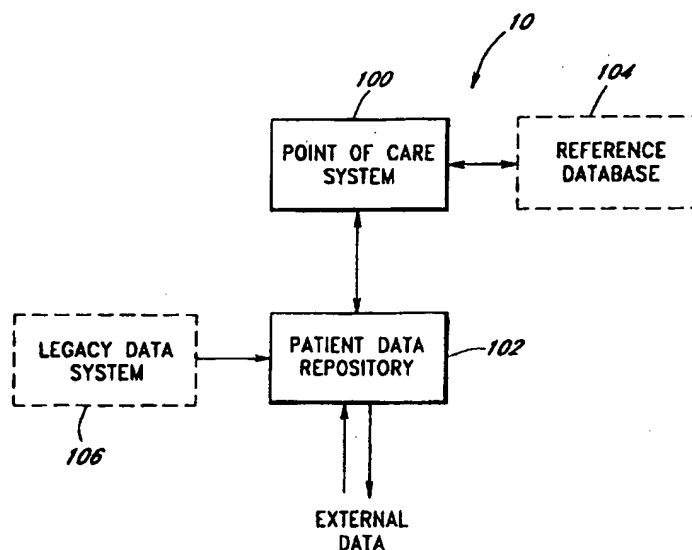 10
100
104
POINT OF CARE
SYSTEM
REFERENCE
DATABASE
LEGACY DATA
SYSTEM
PATIENT DATA
REPOSITORY
102
106
EXTERNAL
DATA